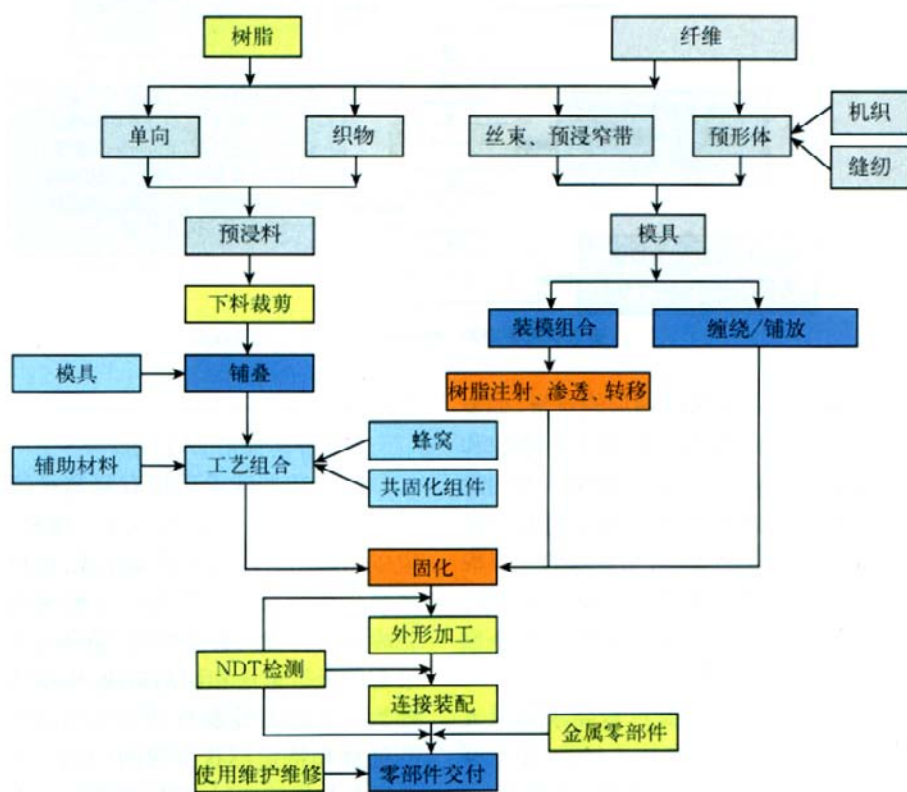 树脂
纤维
单向
织物
丝束、预浸窄带
预形体
机织
缝纫
预浸料
模具
下料裁剪
装模组合
缠绕/铺放
模具
铺叠
树脂注射、渗透、转移
蜂窝
辅助材料
工艺组合
共固化组件
固化
外形加工
NDT检测
连接装配
金属零部件
使用维护维修
零部件交付